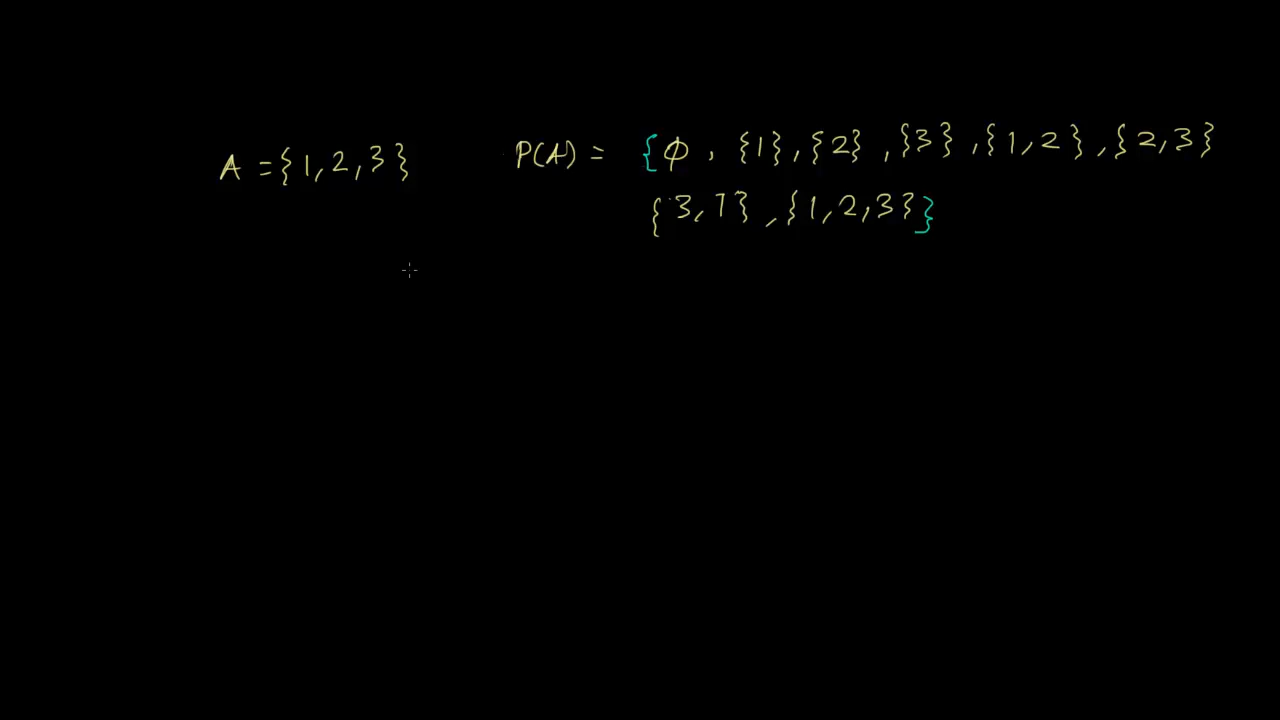 A = {1, 2, 3} P(A) = {ϕ, {1}, {2}, {3}, {1, 2}, {2, 3}
{3, 1}, {1, 2, 3}}